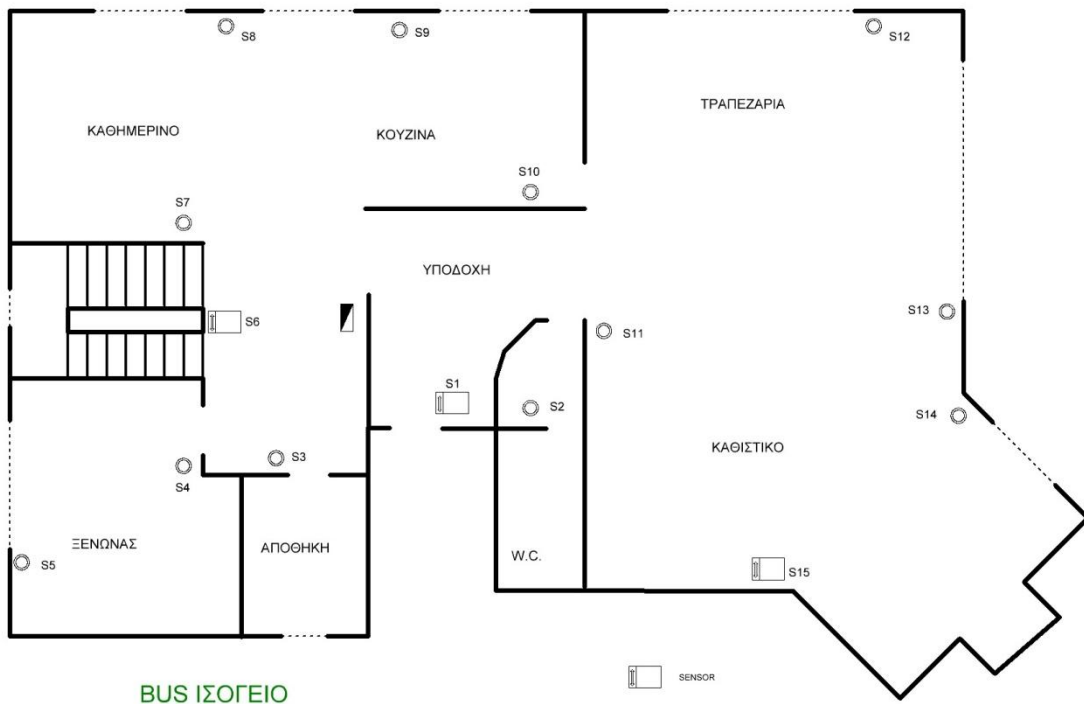 S8
S9
S12
ΤΡΑΠΕΖΑΡΙΑ
ΚΑΘΗΜΕΡΙΝΟ
ΚΟΥΖΙΝΑ
S10
S7
ΥΠΟΔΟΧΗ
S13
S6
S11
S1
S2
S14
ΚΑΘΙΣΤΙΚΟ
S3
S4
ΞΕΝΩΝΑΣ
ΑΠΟΘΗΚΗ
W.C.
S5
S15
SENSOR
BUS ΙΣΟΓΕΙΟ